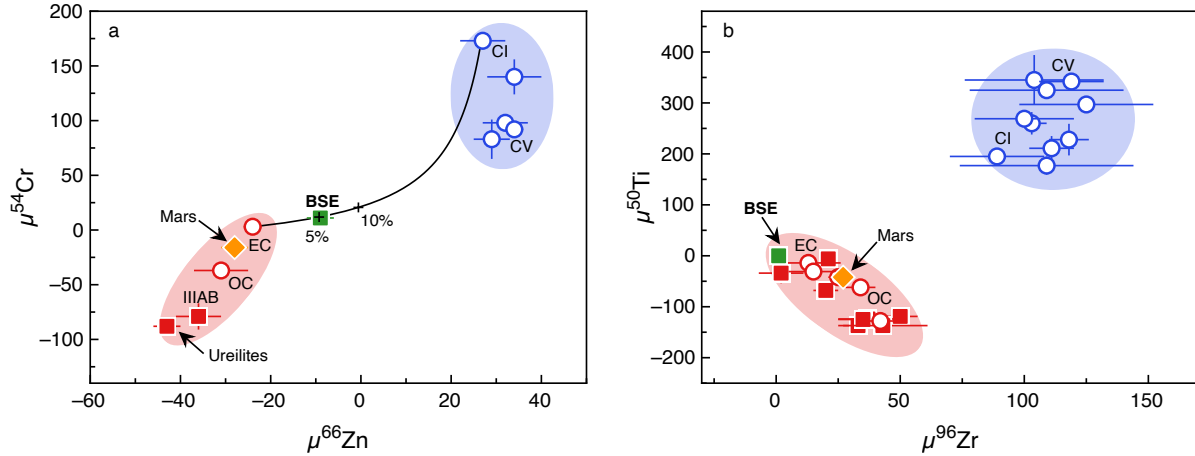 a
200
150
100
50
0
−50
−100
μ⁵⁴Cr
CI
CV
BSE
5%
10%
Mars
EC
OC
IIIAB
Ureilites
−60
−40
−20
0
20
40
μ⁶⁶Zn
b
400
300
200
100
0
−100
−200
μ⁵⁰Ti
CV
CI
BSE
EC
Mars
OC
0
50
100
150
μ⁹⁶Zr